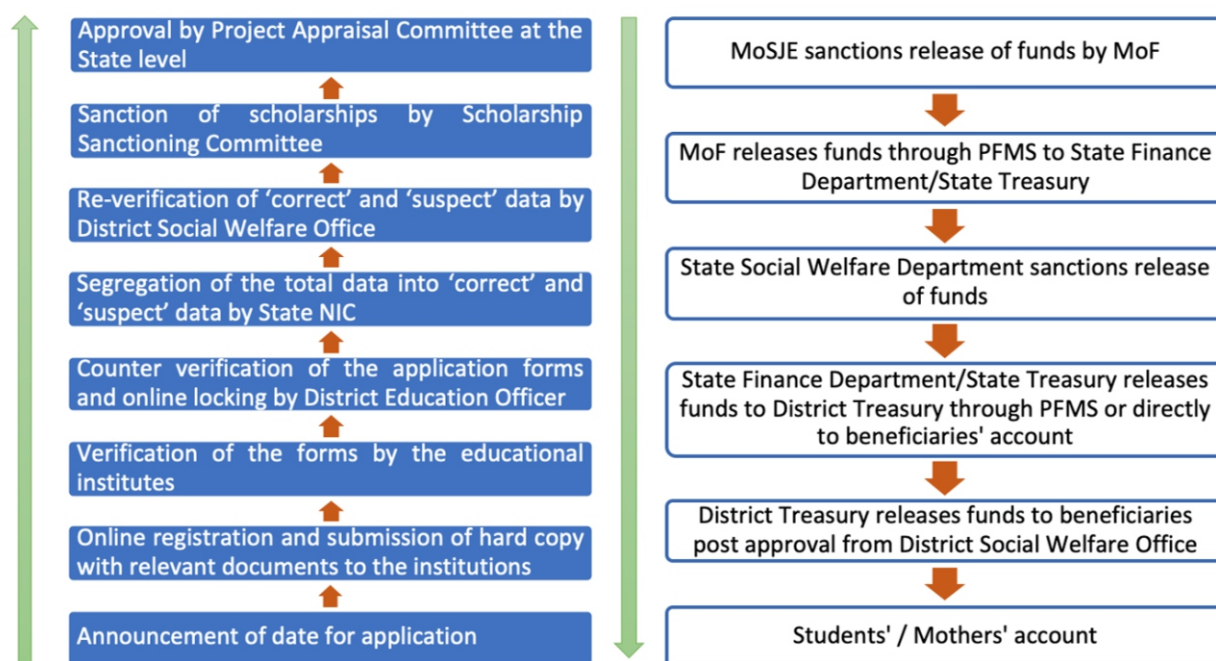 Approval by Project Appraisal Committee at the
State level
Sanction of scholarships by Scholarship
Sanctioning Committee
Re-verification of ‘correct’ and ‘suspect’ data by
District Social Welfare Office
Segregation of the total data into ‘correct’ and
‘suspect’ data by State NIC
Counter verification of the application forms
and online locking by District Education Officer
Verification of the forms by the educational
institutes
Online registration and submission of hard copy
with relevant documents to the institutions
Announcement of date for application
MoSJE sanctions release of funds by MoF
MoF releases funds through PFMS to State Finance
Department/State Treasury
State Social Welfare Department sanctions release
of funds
State Finance Department/State Treasury releases
funds to District Treasury through PFMS or directly
to beneficiaries' account
District Treasury releases funds to beneficiaries
post approval from District Social Welfare Office
Students' / Mothers' account